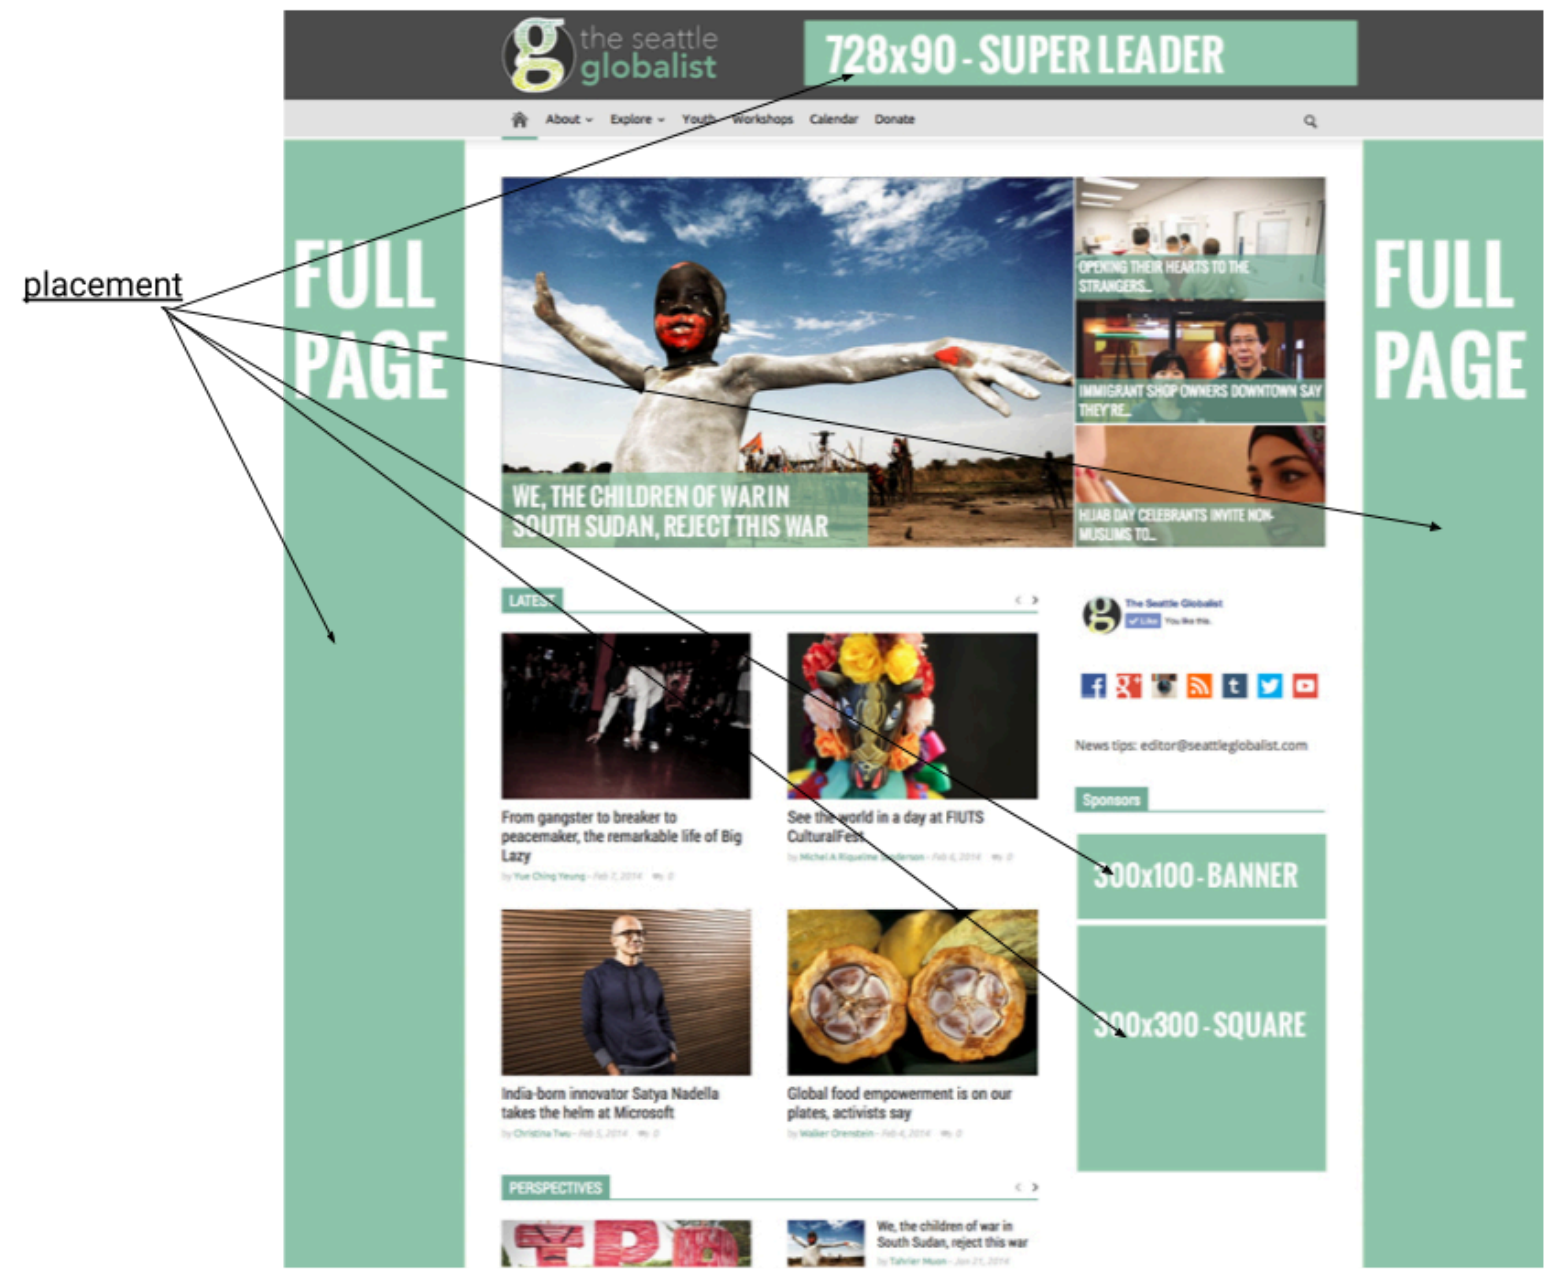 the seattle
globalist
728x90 - SUPER LEADER
About
Explore
Youth
Workshops
Calendar
Donate
placement
FULL
PAGE
WE, THE CHILDREN OF WAR IN
SOUTH SUDAN, REJECT THIS WAR
OPENING THEIR HEARTS TO THE
STRANGERS...
IMMIGRANT SHOP OWNERS DOWNTOWN SAY
THEY'RE...
HIJAB DAY CELEBRANTS INVITE NON-
MUSLIMS TO...
FULL
PAGE
LATEST
From gangster to breaker to
peacemaker, the remarkable life of Big
Lazy
by Yue Ching Yeung - Feb 7, 2014 0
See the world in a day at FIUTS
CulturalFest
by Michel A Riquelme Sanderson - Feb 6, 2014 0
India-born innovator Satya Nadella
takes the helm at Microsoft
by Christina Twu - Feb 5, 2014 0
Global food empowerment is on our
plates, activists say
by Walker Orenstein - Feb 4, 2014 0
The Seattle Globalist
Like You like this.
News tips: editor@seattleglobalist.com
Sponsors
300x100 - BANNER
300x300 - SQUARE
PERSPECTIVES
We, the children of war in
South Sudan, reject this war
by Tahrier Muon - Jan 21, 2014